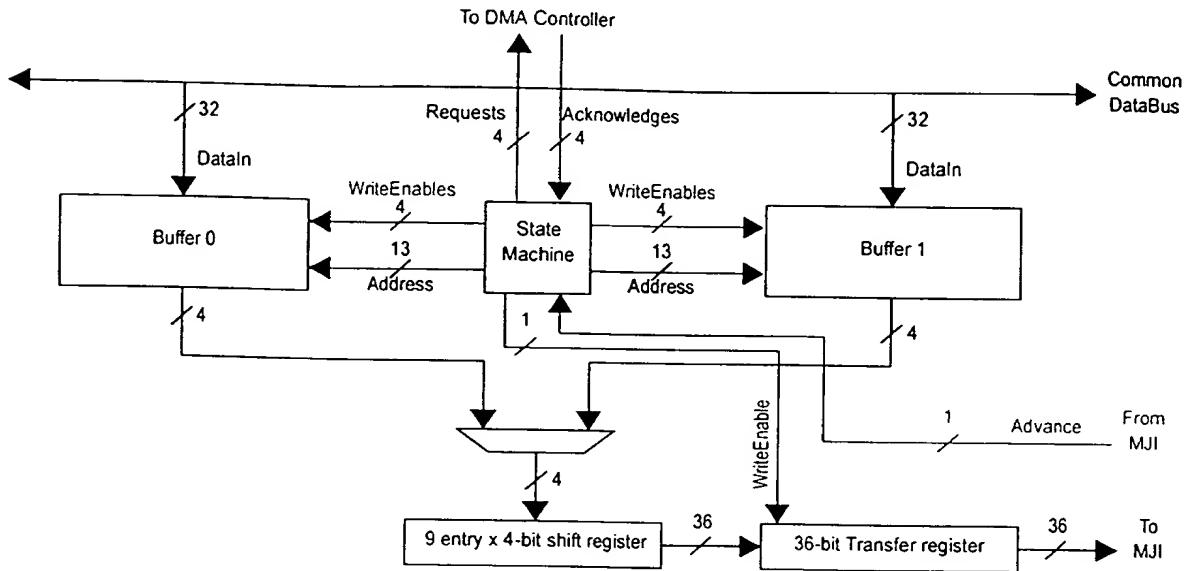 To DMA Controller
Common
DataBus
32
Requests
4
Acknowledges
4
32
DataIn
DataIn
WriteEnables
4
WriteEnables
4
Buffer 0
State
Machine
Buffer 1
13
Address
13
Address
4
1
4
1
Advance
From
MJI
WriteEnable
4
9 entry x 4-bit shift register
36
36-bit Transfer register
36
To
MJI